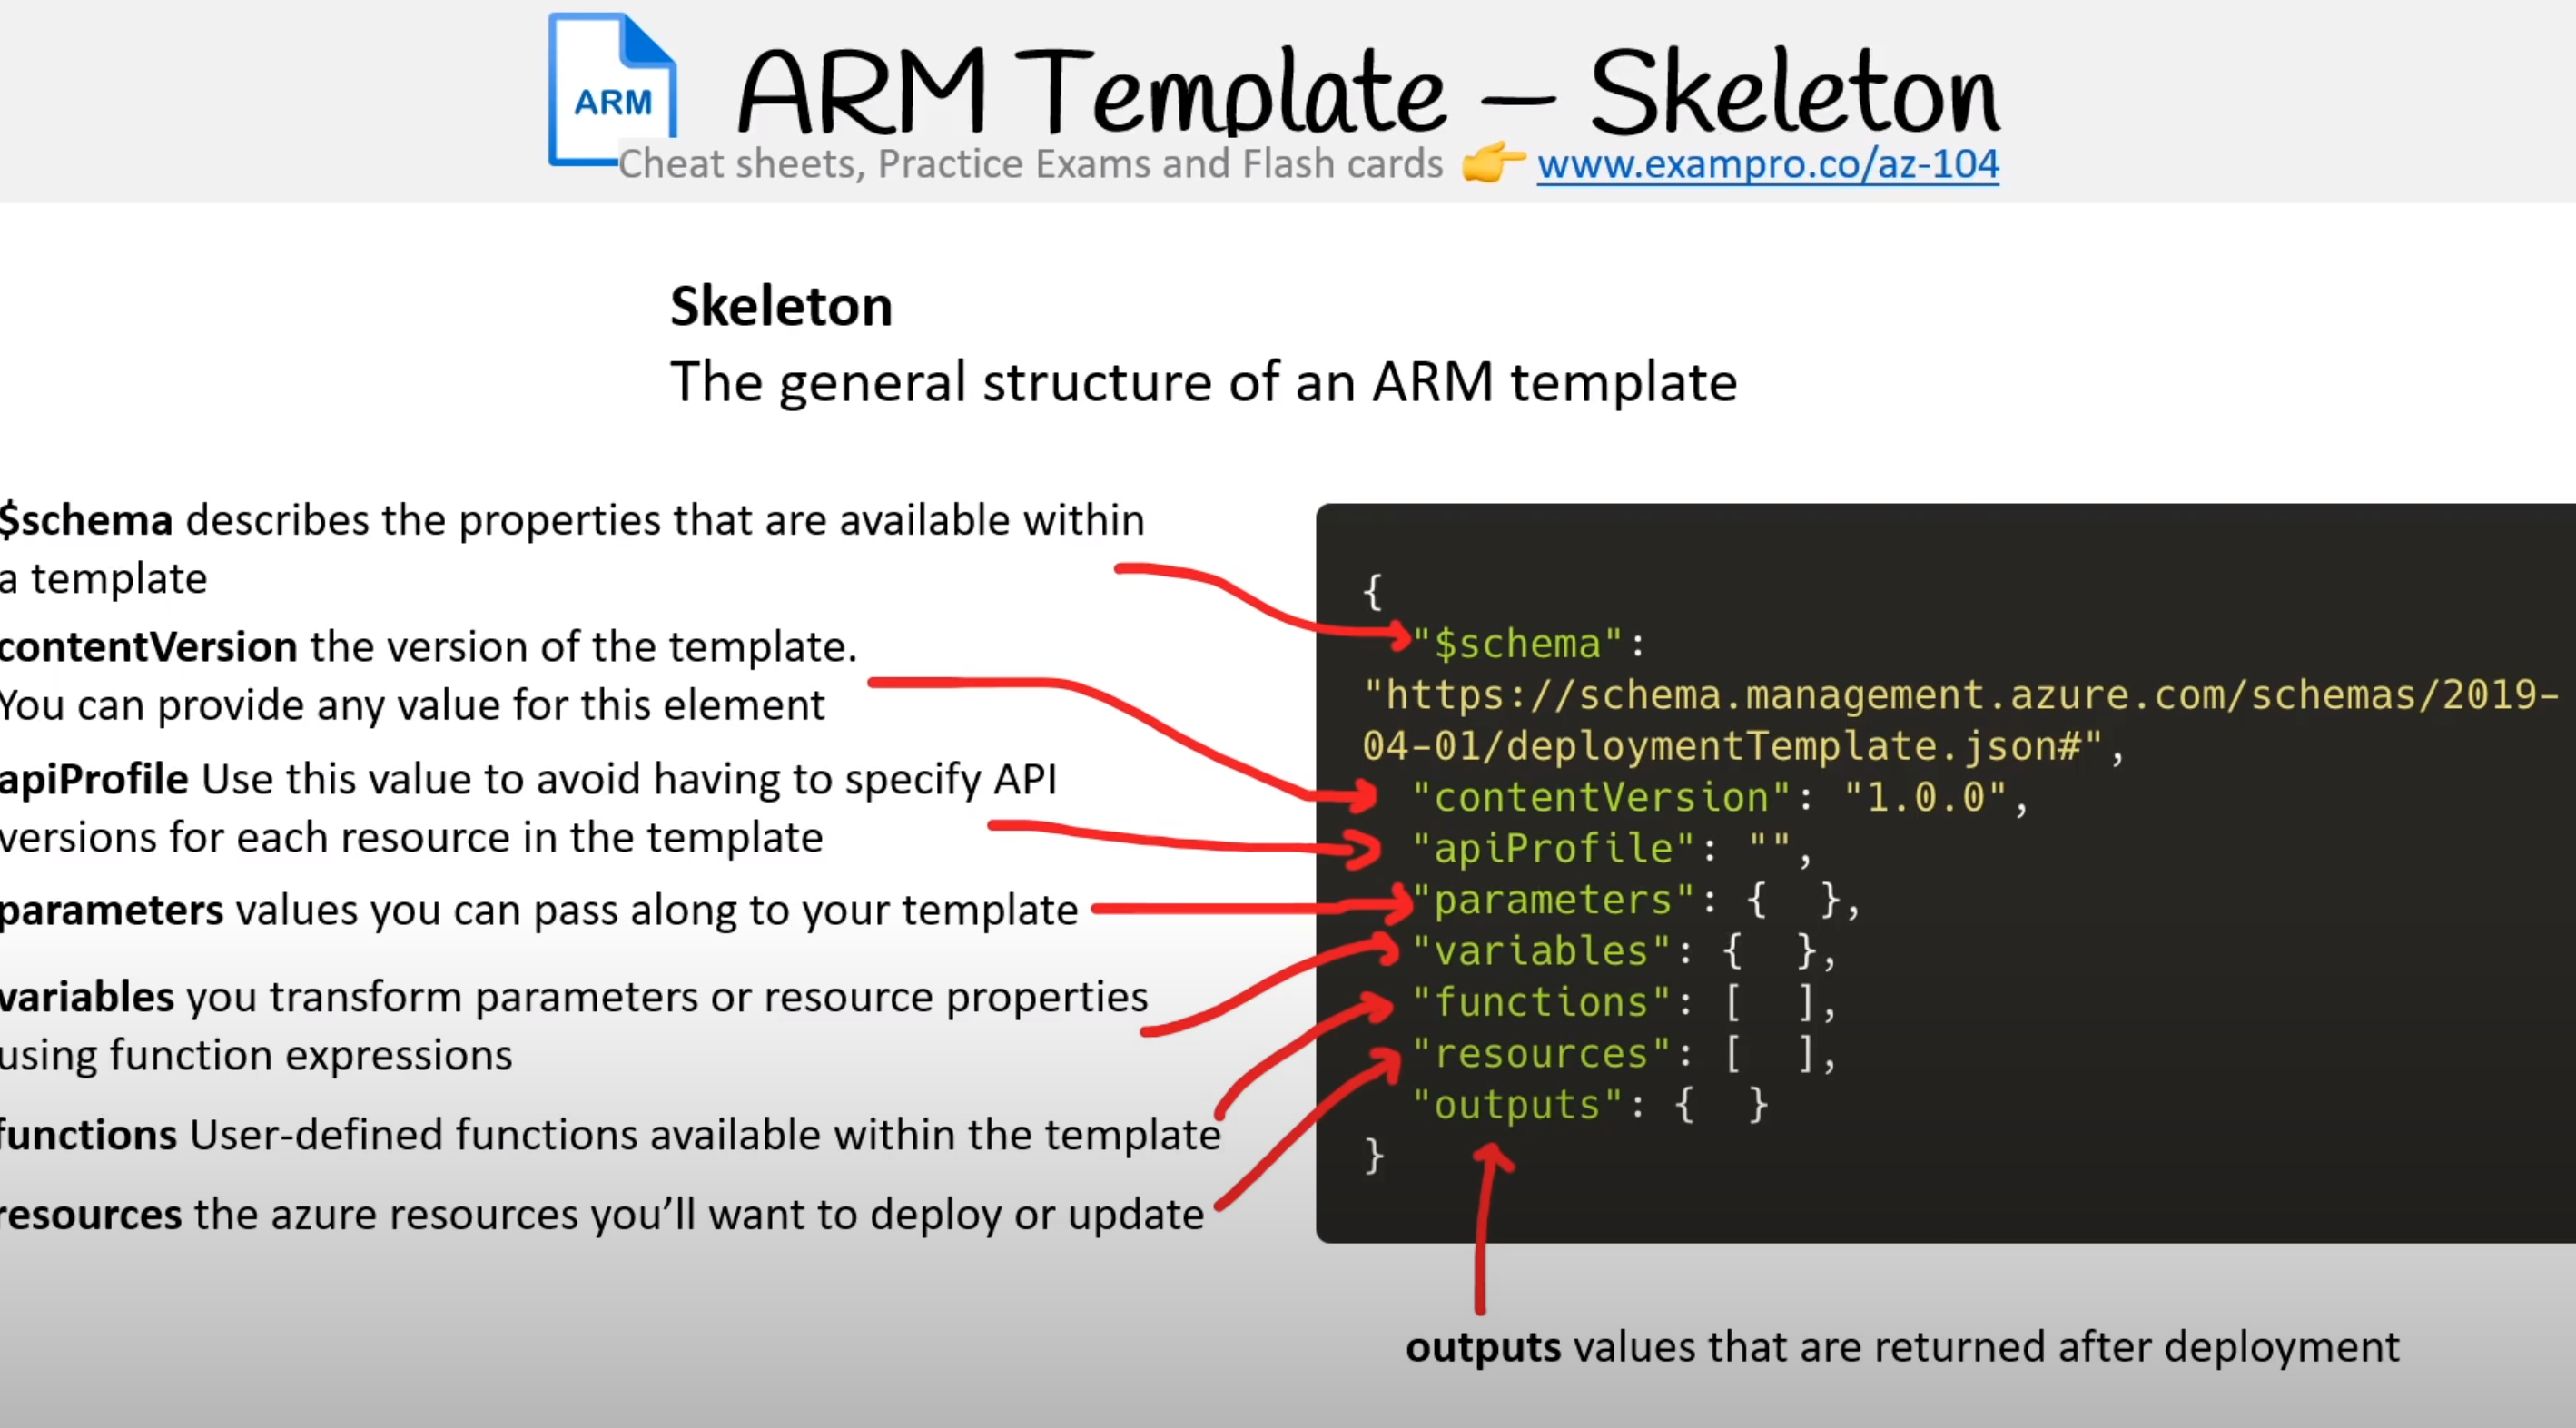 ARM
ARM Template – Skeleton
Cheat sheets, Practice Exams and Flash cards 👉 www.exampro.co/az-104
Skeleton
The general structure of an ARM template
$schema describes the properties that are available within
a template
contentVersion the version of the template.
You can provide any value for this element
apiProfile Use this value to avoid having to specify API
versions for each resource in the template
parameters values you can pass along to your template
variables you transform parameters or resource properties
using function expressions
functions User-defined functions available within the template
resources the azure resources you’ll want to deploy or update
{
"$schema":
"https://schema.management.azure.com/schemas/2019-
04-01/deploymentTemplate.json#",
"contentVersion": "1.0.0",
"apiProfile": "",
"parameters": {  },
"variables": {  },
"functions": [  ],
"resources": [  ],
"outputs": {  }
}
outputs values that are returned after deployment